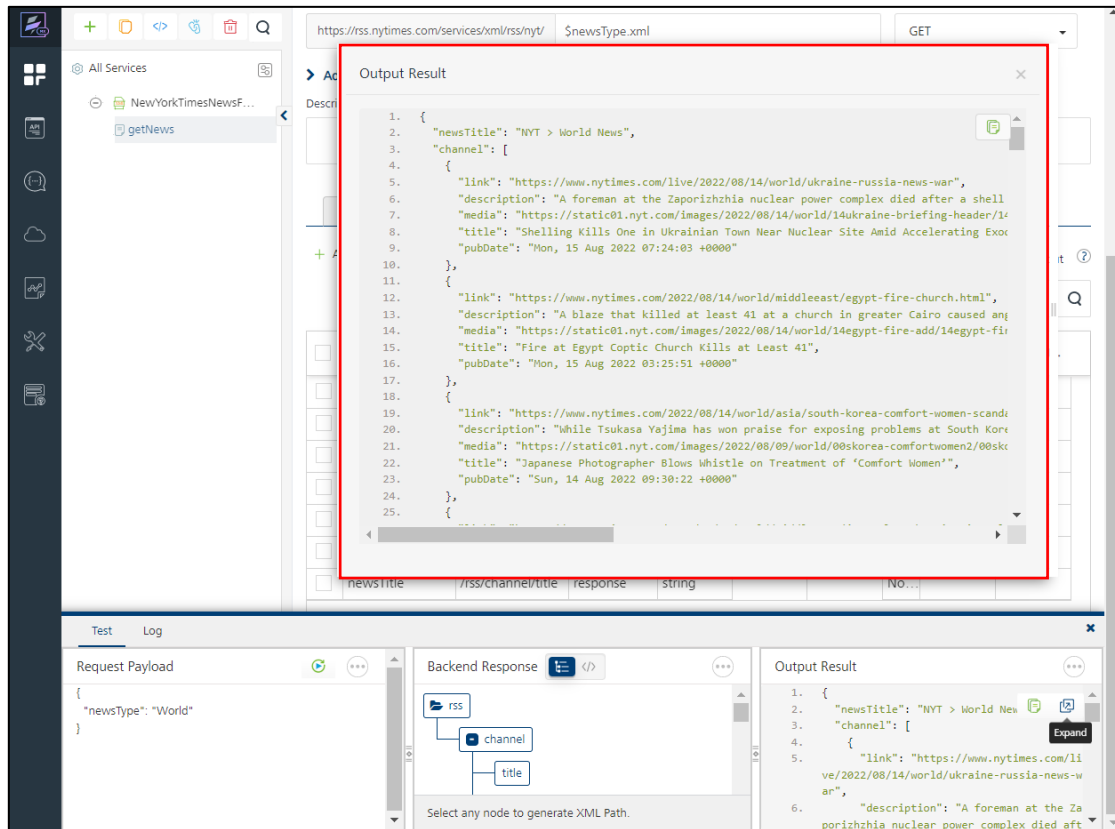 https://rss.nytimes.com/services/xml/rss/nyt/ $newsType.xml GET
All Services
NewYorkTimesNewsF...
getNews
API
Ad
Descri
Output Result
1. {
2. "newsTitle": "NYT > World News",
3. "channel": [
4. {
5. "link": "https://www.nytimes.com/live/2022/08/14/world/ukraine-russia-news-war",
6. "description": "A foreman at the Zaporizhzhia nuclear power complex died after a shell
7. "media": "https://static01.nyt.com/images/2022/08/14/world/14ukraine-briefing-header/14
8. "title": "Shelling Kills One in Ukrainian Town Near Nuclear Site Amid Accelerating Exod
9. "pubDate": "Mon, 15 Aug 2022 07:24:03 +0000"
10. },
11. {
12. "link": "https://www.nytimes.com/2022/08/14/world/middleeast/egypt-fire-church.html",
13. "description": "A blaze that killed at least 41 at a church in greater Cairo caused ang
14. "media": "https://static01.nyt.com/images/2022/08/14/world/14egypt-fire-add/14egypt-fir
15. "title": "Fire at Egypt Coptic Church Kills at Least 41",
16. "pubDate": "Mon, 15 Aug 2022 03:25:51 +0000"
17. },
18. {
19. "link": "https://www.nytimes.com/2022/08/14/world/asia/south-korea-comfort-women-scanda
20. "description": "While Tsukasa Yajima has won praise for exposing problems at South Kore
21. "media": "https://static01.nyt.com/images/2022/08/09/world/00skorea-comfortwomen2/00skc
22. "title": "Japanese Photographer Blows Whistle on Treatment of ‘Comfort Women’",
23. "pubDate": "Sun, 14 Aug 2022 09:30:22 +0000"
24. },
25. {
newsTitle /rss/channel/title response string No...
Test Log
Request Payload
{
"newsType": "World"
}
Backend Response
rss
channel
title
Select any node to generate XML Path.
Output Result
Expand
1. {
2. "newsTitle": "NYT > World New
3. "channel": [
4. {
5. "link": "https://www.nytimes.com/li
ve/2022/08/14/world/ukraine-russia-news-w
ar",
6. "description": "A foreman at the Za
porizhzhia nuclear power complex died aft